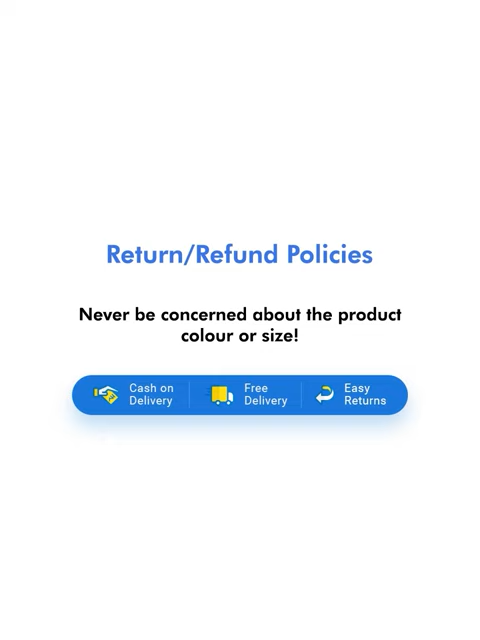 Return/Refund Policies
Never be concerned about the product
colour or size!
Cash on
Delivery
Free
Delivery
Easy
Returns